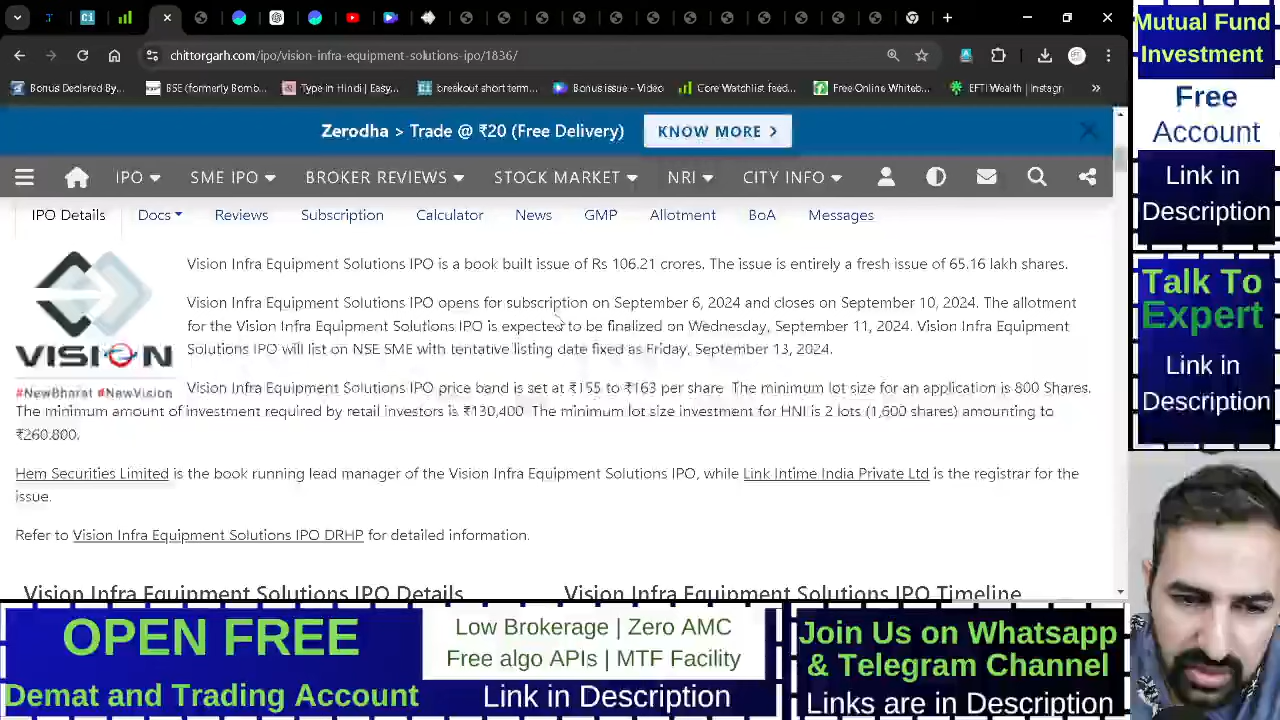 chittorgarh.com/ipo/vision-infra-equipment-solutions-ipo/1836/
Bonus Declared By...
BSE (formerly Bomb...
Type in Hindi | Easy...
breakout short term...
Bonus issue - Video
Core Watchlist feed...
Free Online Whiteb...
EFTI Wealth | Instagr
Zerodha > Trade @ ₹20 (Free Delivery)
KNOW MORE
IPO
SME IPO
BROKER REVIEWS
STOCK MARKET
NRI
CITY INFO
IPO Details
Docs
Reviews
Subscription
Calculator
News
GMP
Allotment
BoA
Messages
VISION
#NewBharat #NewVision
Vision Infra Equipment Solutions IPO is a book built issue of Rs 106.21 crores. The issue is entirely a fresh issue of 65.16 lakh shares.
Vision Infra Equipment Solutions IPO opens for subscription on September 6, 2024 and closes on September 10, 2024. The allotment
for the Vision Infra Equipment Solutions IPO is expected to be finalized on Wednesday, September 11, 2024. Vision Infra Equipment
Solutions IPO will list on NSE SME with tentative listing date fixed as Friday, September 13, 2024.
Vision Infra Equipment Solutions IPO price band is set at ₹155 to ₹163 per share. The minimum lot size for an application is 800 Shares.
The minimum amount of investment required by retail investors is ₹130,400. The minimum lot size investment for HNI is 2 lots (1,600 shares) amounting to
₹260,800.
Hem Securities Limited is the book running lead manager of the Vision Infra Equipment Solutions IPO, while Link Intime India Private Ltd is the registrar for the
issue.
Refer to Vision Infra Equipment Solutions IPO DRHP for detailed information.
Vision Infra Equipment Solutions IPO Details
Vision Infra Equipment Solutions IPO Timeline
Mutual Fund
Investment
Free
Account
Link in
Description
Talk To
Expert
Link in
Description
OPEN FREE
Demat and Trading Account
Low Brokerage | Zero AMC
Free algo APIs | MTF Facility
Link in Description
Join Us on Whatsapp
& Telegram Channel
Links are in Description